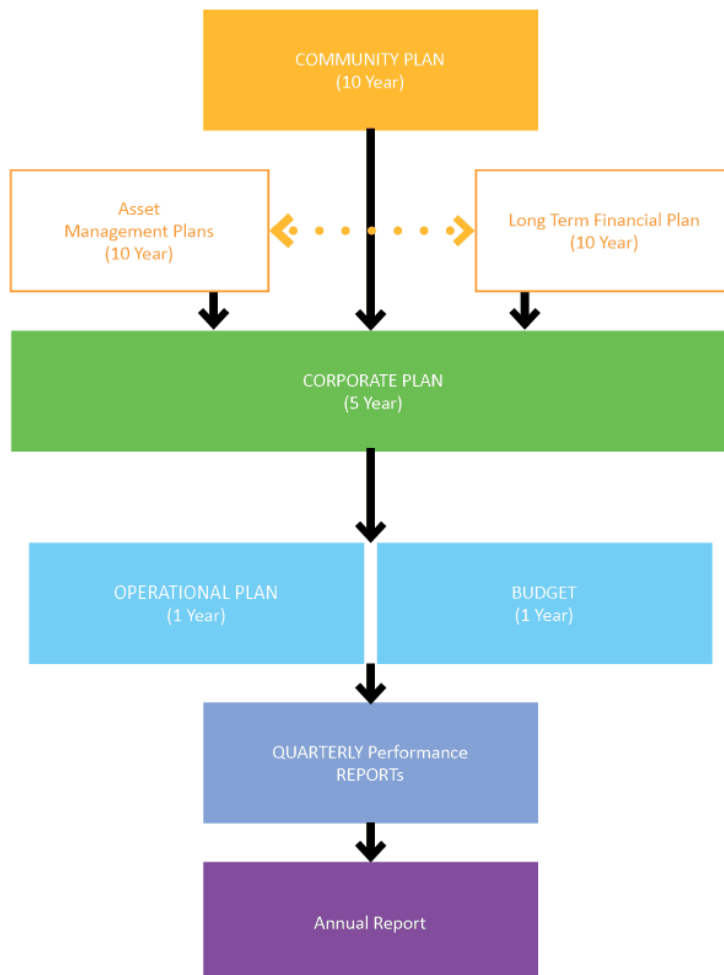 COMMUNITY PLAN
(10 Year)
Asset
Management Plans
(10 Year)
Long Term Financial Plan
(10 Year)
CORPORATE PLAN
(5 Year)
OPERATIONAL PLAN
(1 Year)
BUDGET
(1 Year)
QUARTERLY Performance
REPORTs
Annual Report